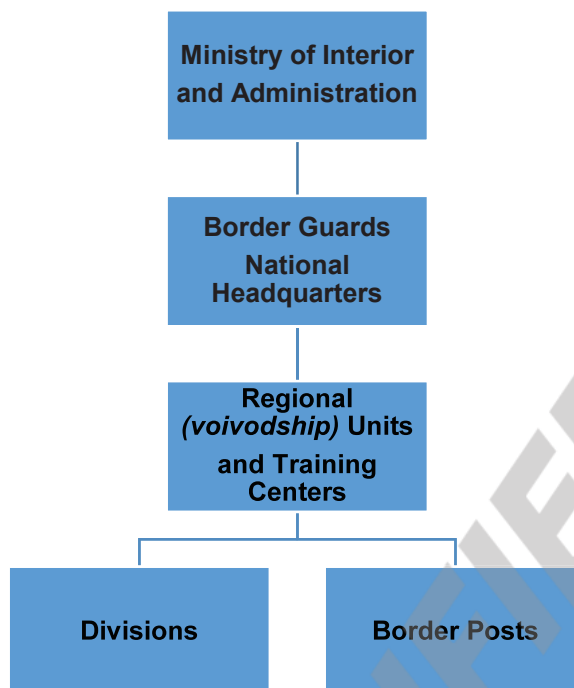 Ministry of Interior
and Administration
Border Guards
National
Headquarters
Regional
(voivodship) Units
and Training
Centers
Divisions
Border Posts